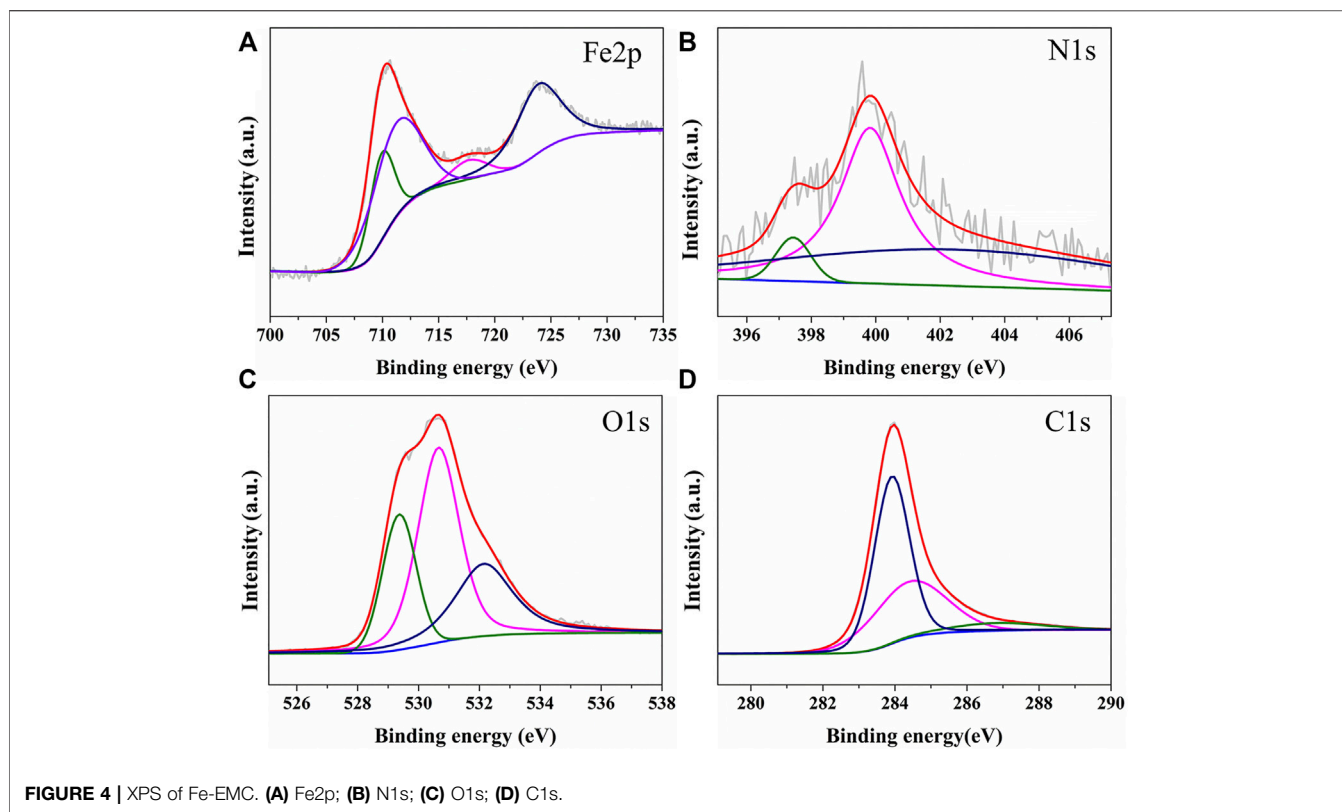 A
Fe2p
Intensity (a.u.)
700 705 710 715 720 725 730 735
Binding energy (eV)
B
N1s
Intensity (a.u.)
396 398 400 402 404 406
Binding energy (eV)
C
O1s
Intensity (a.u.)
526 528 530 532 534 536 538
Binding energy (eV)
D
C1s
Intensity (a.u.)
280 282 284 286 288 290
Binding energy(eV)
FIGURE 4 | XPS of Fe-EMC. (A) Fe2p; (B) N1s; (C) O1s; (D) C1s.